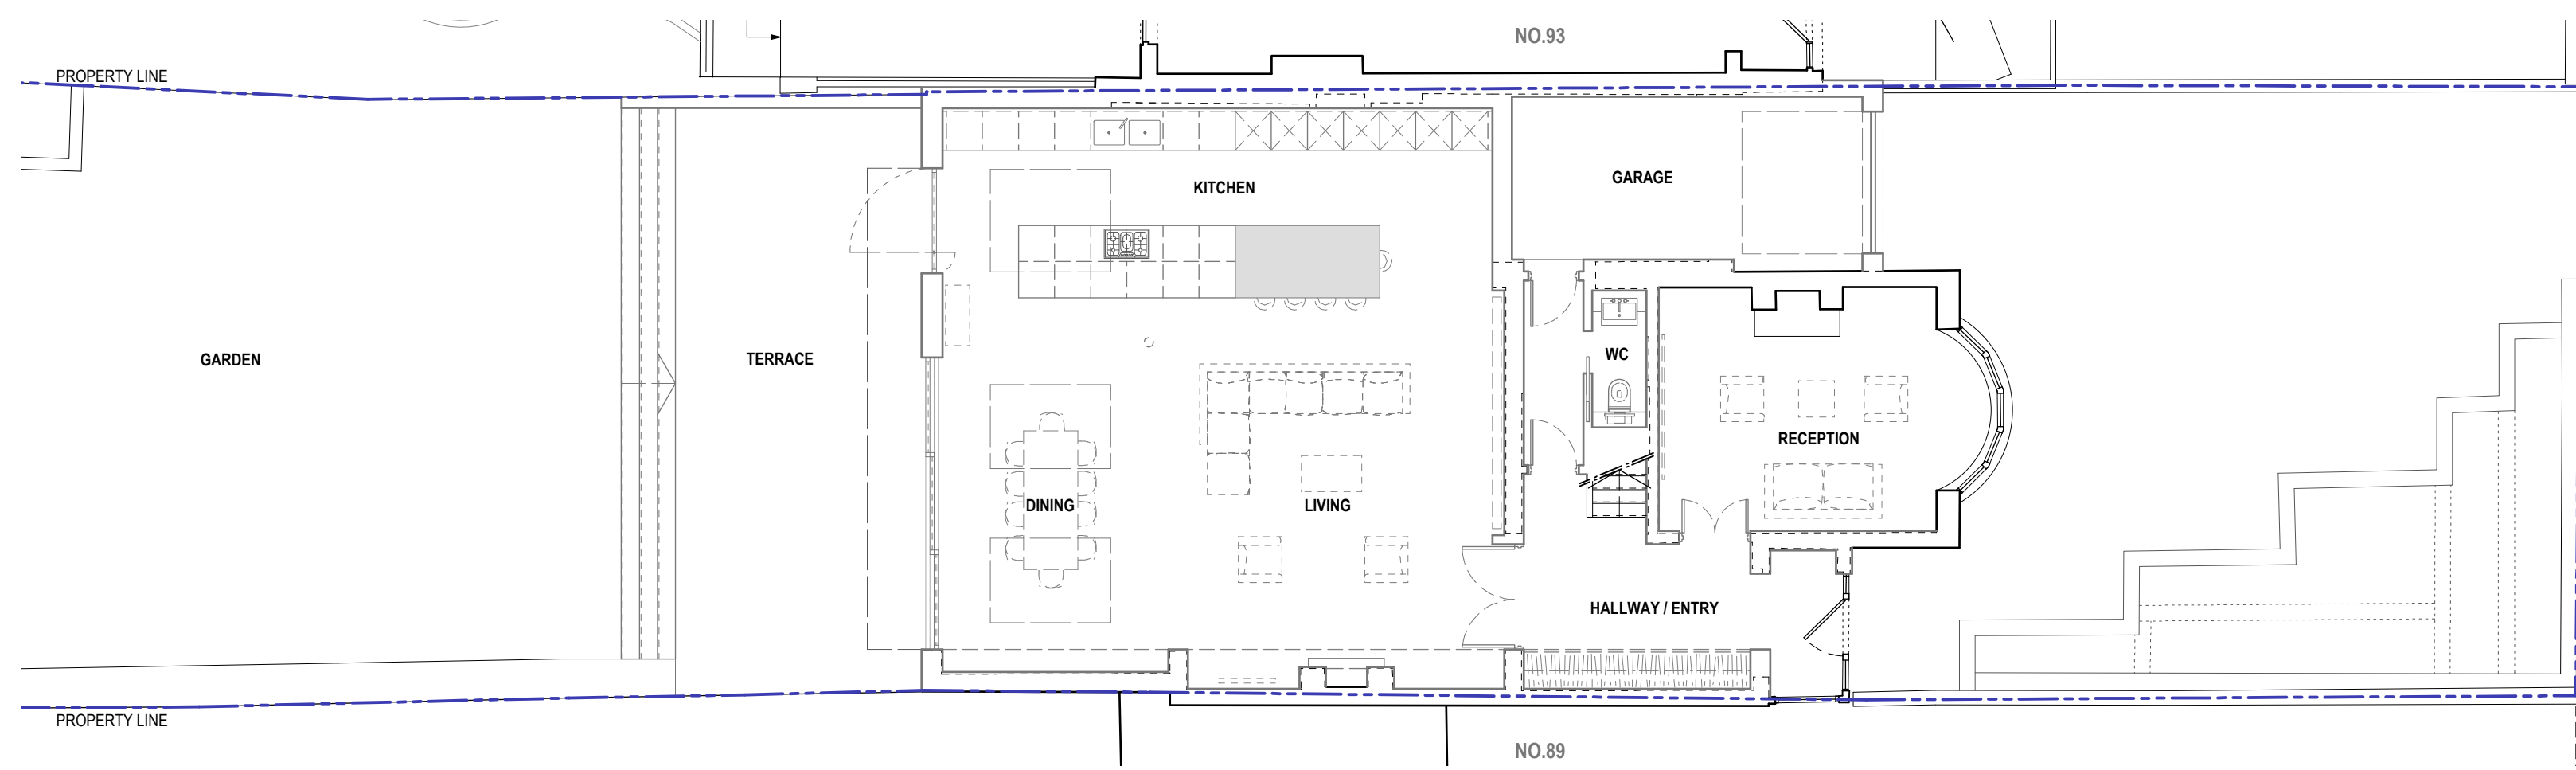 NO.93
PROPERTY LINE
GARAGE
KITCHEN
WC
GARDEN
TERRACE
RECEPTION
DINING
LIVING
HALLWAY / ENTRY
PROPERTY LINE
NO.89